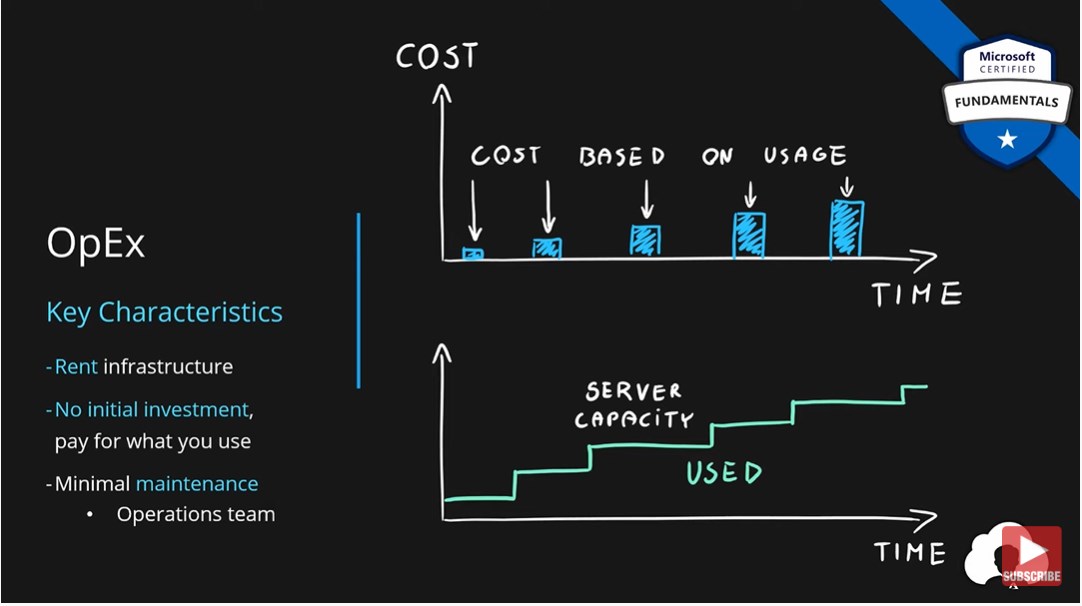 OpEx
Key Characteristics
-Rent infrastructure
-No initial investment,
pay for what you use
-Minimal maintenance
• Operations team
COST
COST BASED ON USAGE
TIME
SERVER
CAPACITY
USED
TIME
Microsoft
CERTIFIED
FUNDAMENTALS
SUBSCRIBE